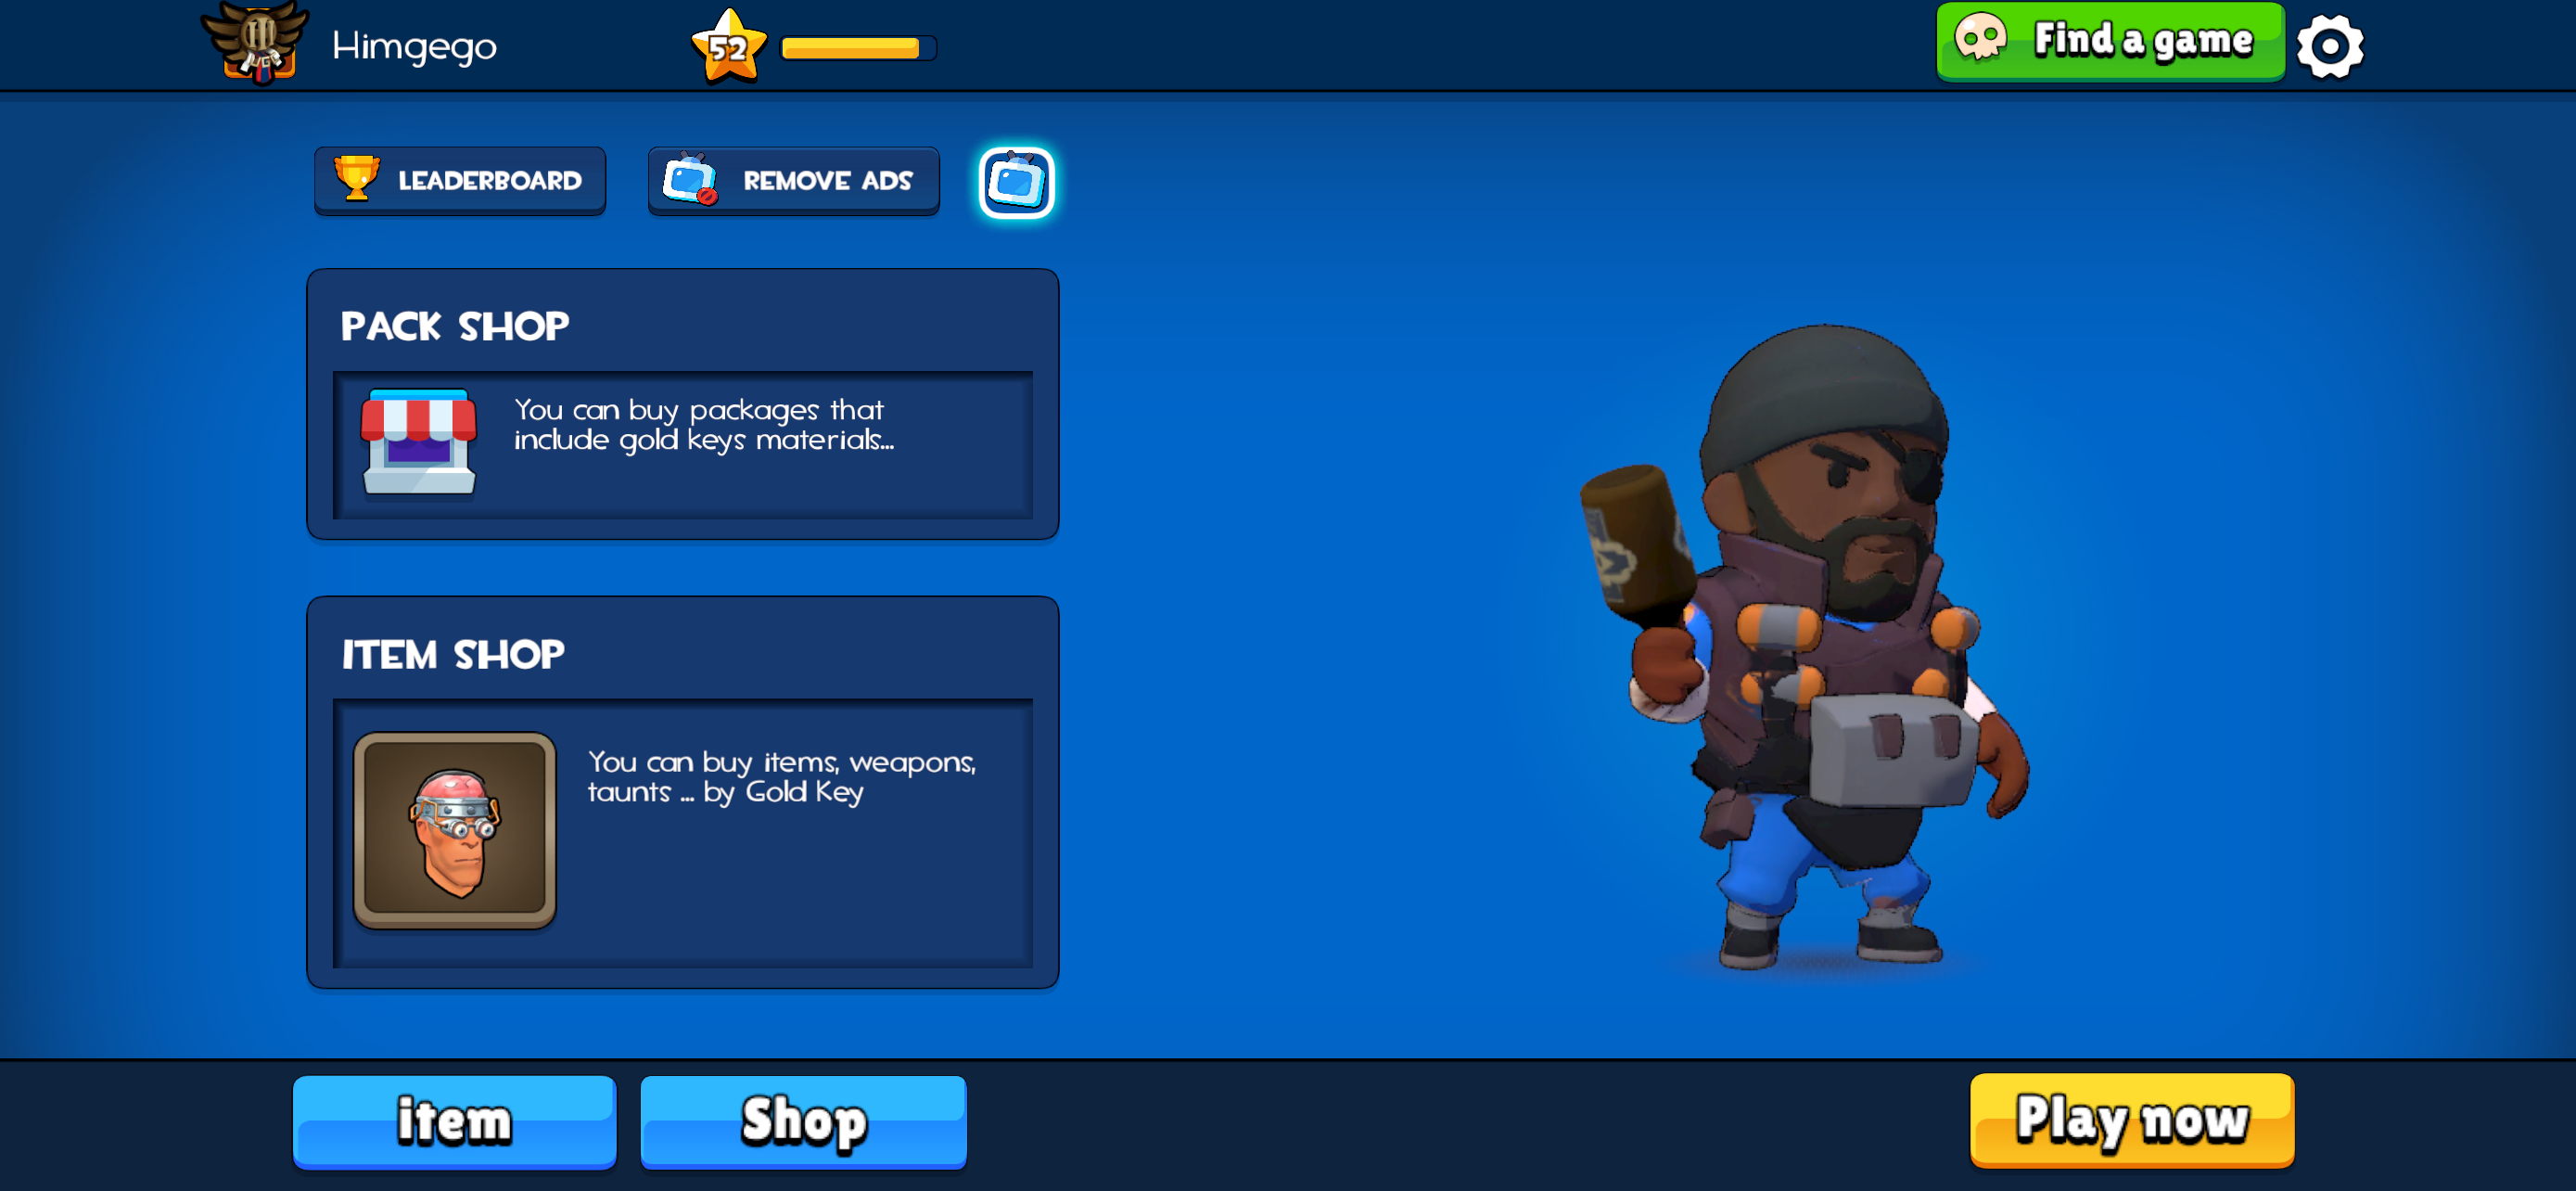 Himgego
52
Find a game
LEADERBOARD
REMOVE ADS
PACK SHOP
You can buy packages that
include gold keys materials...
ITEM SHOP
You can buy items, weapons,
taunts ... by Gold Key
item
Shop
Play now